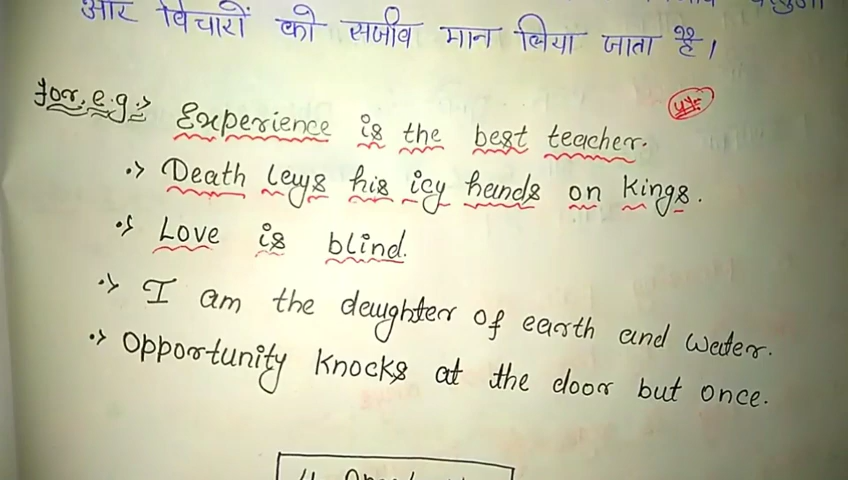 और विचारों को सजीव मान लिया जाता है।
For. e.g :> Experience is the best teacher.
:> Death lays his icy hands on kings.
:> Love is blind.
:> I am the daughter of earth and water.
:> Opportunity knocks at the door but once.